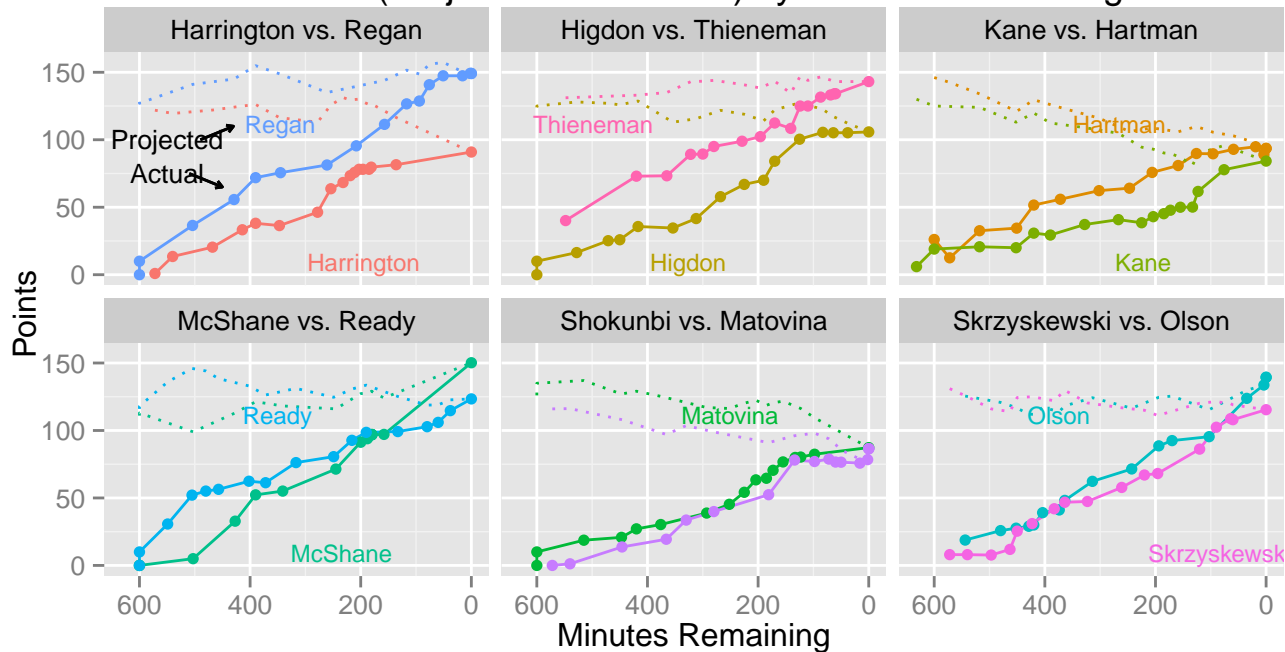 Harrington vs. Regan
Higdon vs. Thieneman
Kane vs. Hartman
150
100
50
0
Regan
Projected
Actual
Harrington
Thieneman
Higdon
Hartman
Kane
Points
McShane vs. Ready
Shokunbi vs. Matovina
Skrzyskewski vs. Olson
150
100
50
0
Ready
McShane
Matovina
Olson
Skrzyskewsk
600 400 200 0
600 400 200 0
600 400 200 0
Minutes Remaining